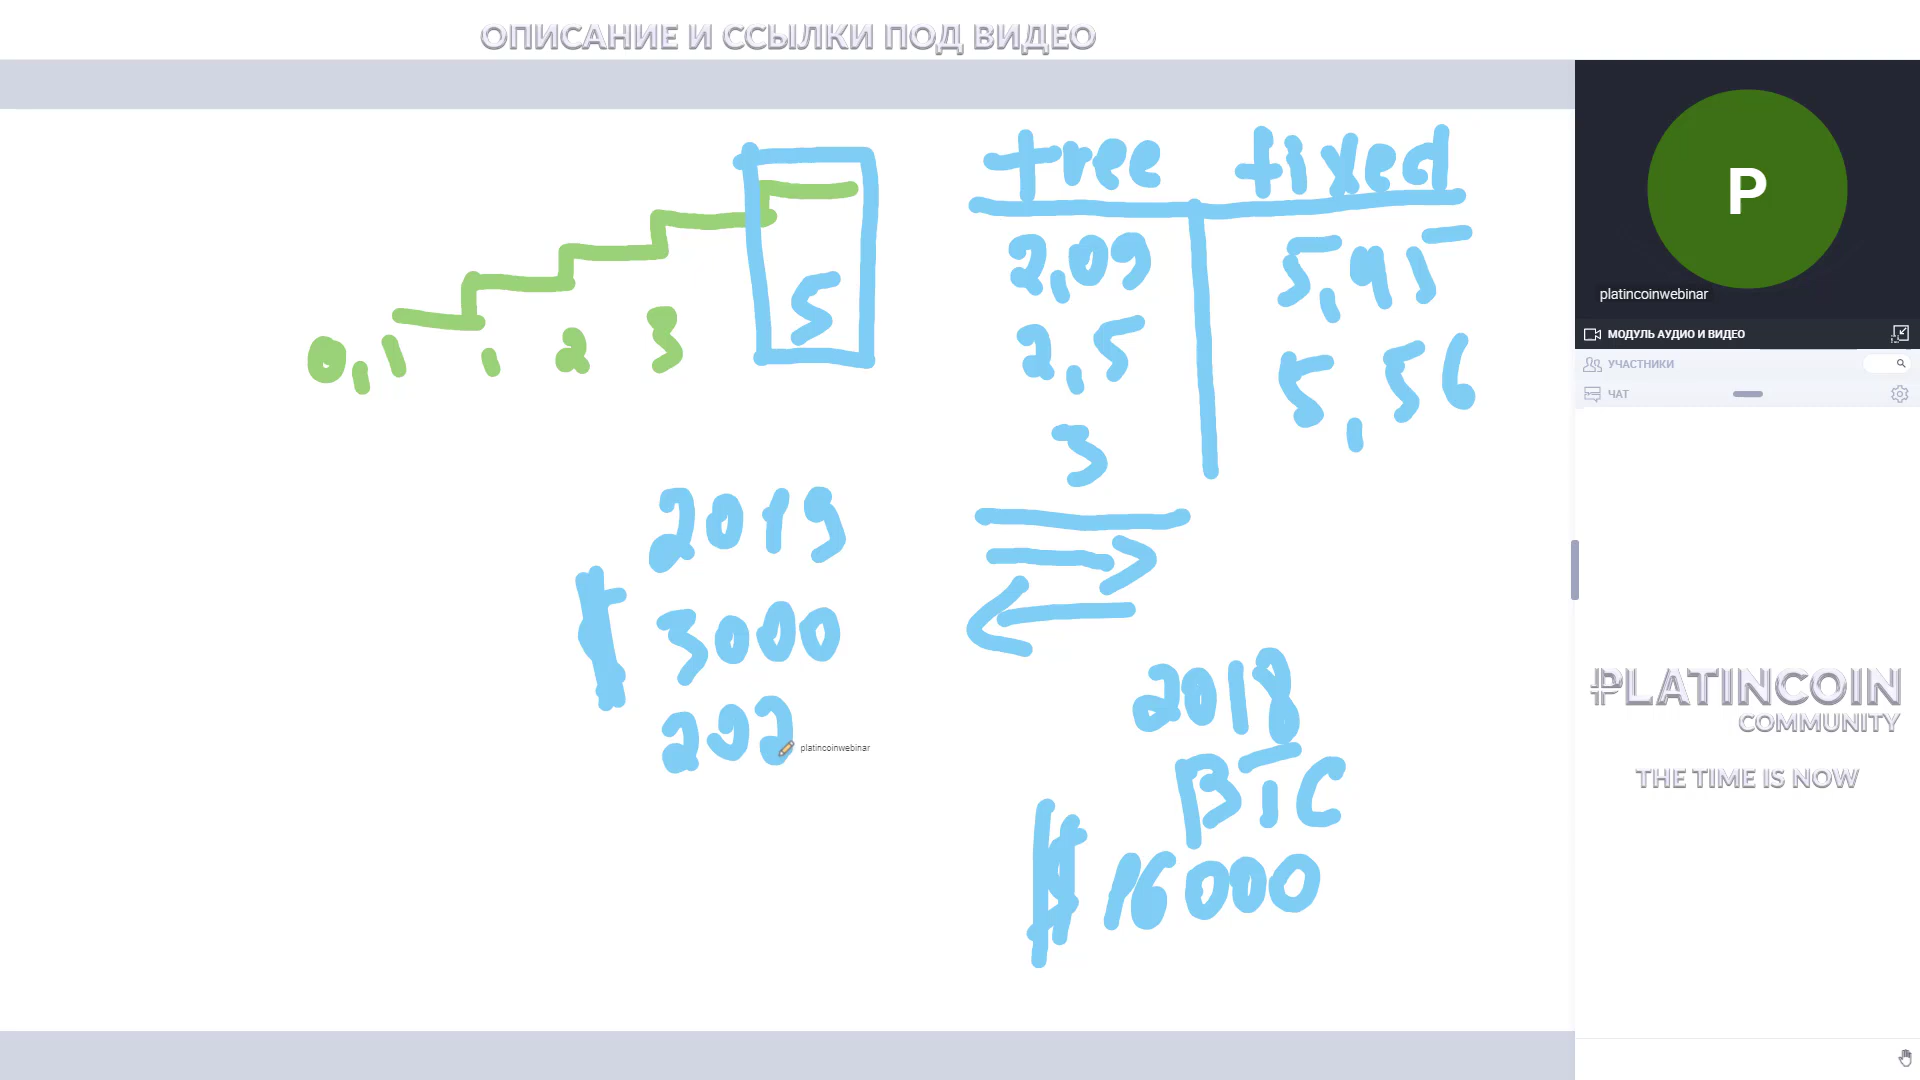 ОПИСАНИЕ И ССЫЛКИ ПОД ВИДЕО
free fixed
2,09 5,95
2,5 5,56
3
0,1 1 2 3 5
2019
$ 3000
202
platincoinwebinar
2018
BTC
$ 16000
P
platincoinwebinar
МОДУЛЬ АУДИО И ВИДЕО
УЧАСТНИКИ
ЧАТ
PLATINCOIN
COMMUNITY
THE TIME IS NOW